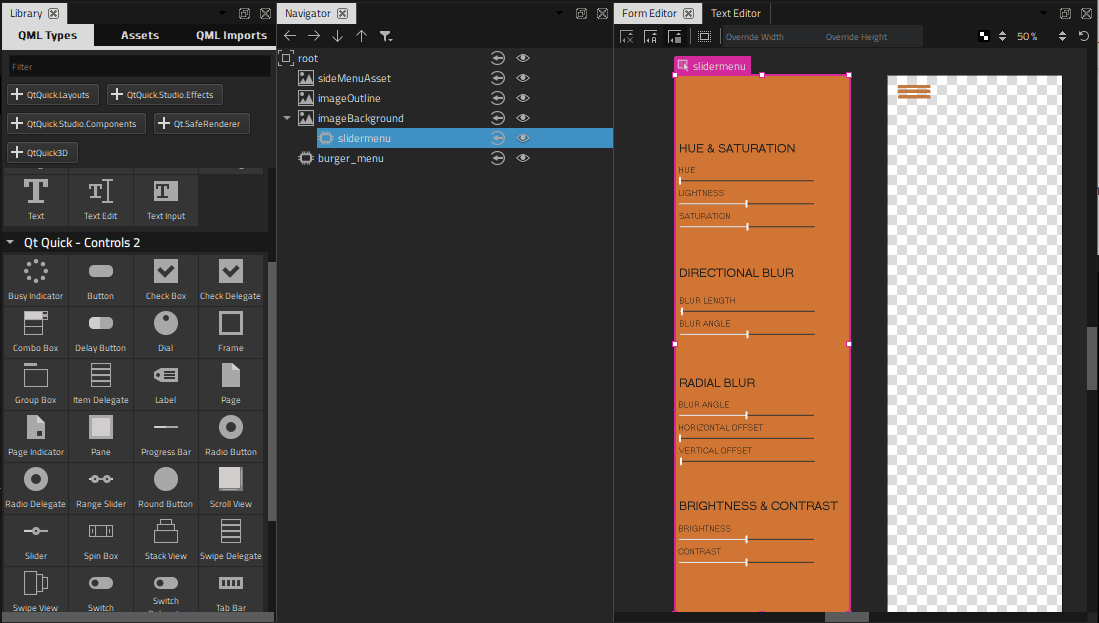 Library
QML Types
Assets
QML Imports
Filter
QtQuick.Layouts
QtQuick.Studio.Effects
QtQuick.Studio.Components
Qt.SafeRenderer
QtQuick3D
Text
Text Edit
Text Input
Qt Quick - Controls 2
Busy Indicator
Button
Check Box
Check Delegate
Combo Box
Delay Button
Dial
Frame
Group Box
Item Delegate
Label
Page
Page Indicator
Pane
Progress Bar
Radio Button
Radio Delegate
Range Slider
Round Button
Scroll View
Slider
Spin Box
Stack View
Swipe Delegate
Swipe View
Switch
Switch
Tab Bar
Navigator
root
sideMenuAsset
imageOutline
imageBackground
slidermenu
burger_menu
Form Editor
Text Editor
Override Width
Override Height
50 %
slidermenu
HUE & SATURATION
HUE
LIGHTNESS
SATURATION
DIRECTIONAL BLUR
BLUR LENGTH
BLUR ANGLE
RADIAL BLUR
BLUR ANGLE
HORIZONTAL OFFSET
VERTICAL OFFSET
BRIGHTNESS & CONTRAST
BRIGHTNESS
CONTRAST